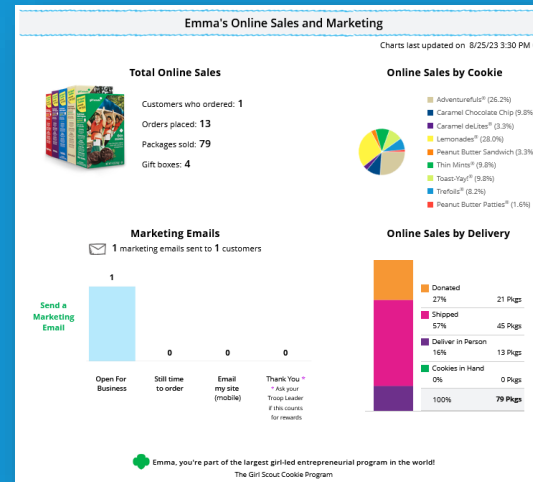 Emma's Online Sales and Marketing
Charts last updated on 8/25/23 3:30 PM
Total Online Sales
Customers who ordered: 1
Orders placed: 13
Packages sold: 79
Gift boxes: 4
Online Sales by Cookie
Adventurefuls® (26.2%)
Caramel Chocolate Chip (9.8%
Caramel deLites® (3.3%)
Lemonades® (28.0%)
Peanut Butter Sandwich (3.3%
Thin Mints® (9.8%)
Toast-Yay!® (9.8%)
Trefoils® (8.2%)
Peanut Butter Patties® (1.6%)
Marketing Emails
1 marketing emails sent to 1 customers
Send a
Marketing
Email
1
0 0 0
Open For
Business
Still time
to order
Email
my site
(mobile)
Thank You *
* Ask your
Troop Leader
if this counts
for rewards
Online Sales by Delivery
Donated
27% 21 Pkgs
Shipped
57% 45 Pkgs
Deliver in Person
16% 13 Pkgs
Cookies in Hand
0% 0 Pkgs
100% 79 Pkgs
Emma, you're part of the largest girl-led entrepreneurial program in the world!
The Girl Scout Cookie Program